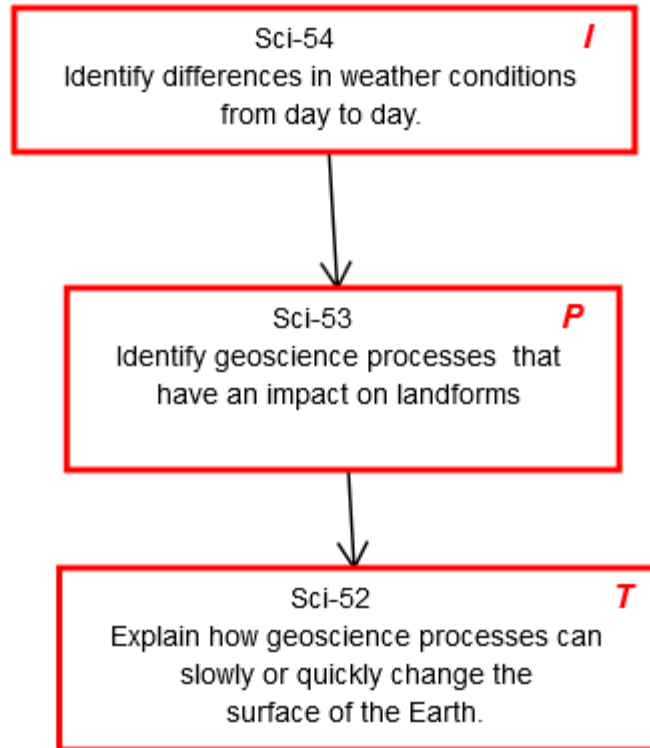 Sci-54 I
Identify differences in weather conditions
from day to day.
Sci-53 P
Identify geoscience processes that
have an impact on landforms
Sci-52 T
Explain how geoscience processes can
slowly or quickly change the
surface of the Earth.